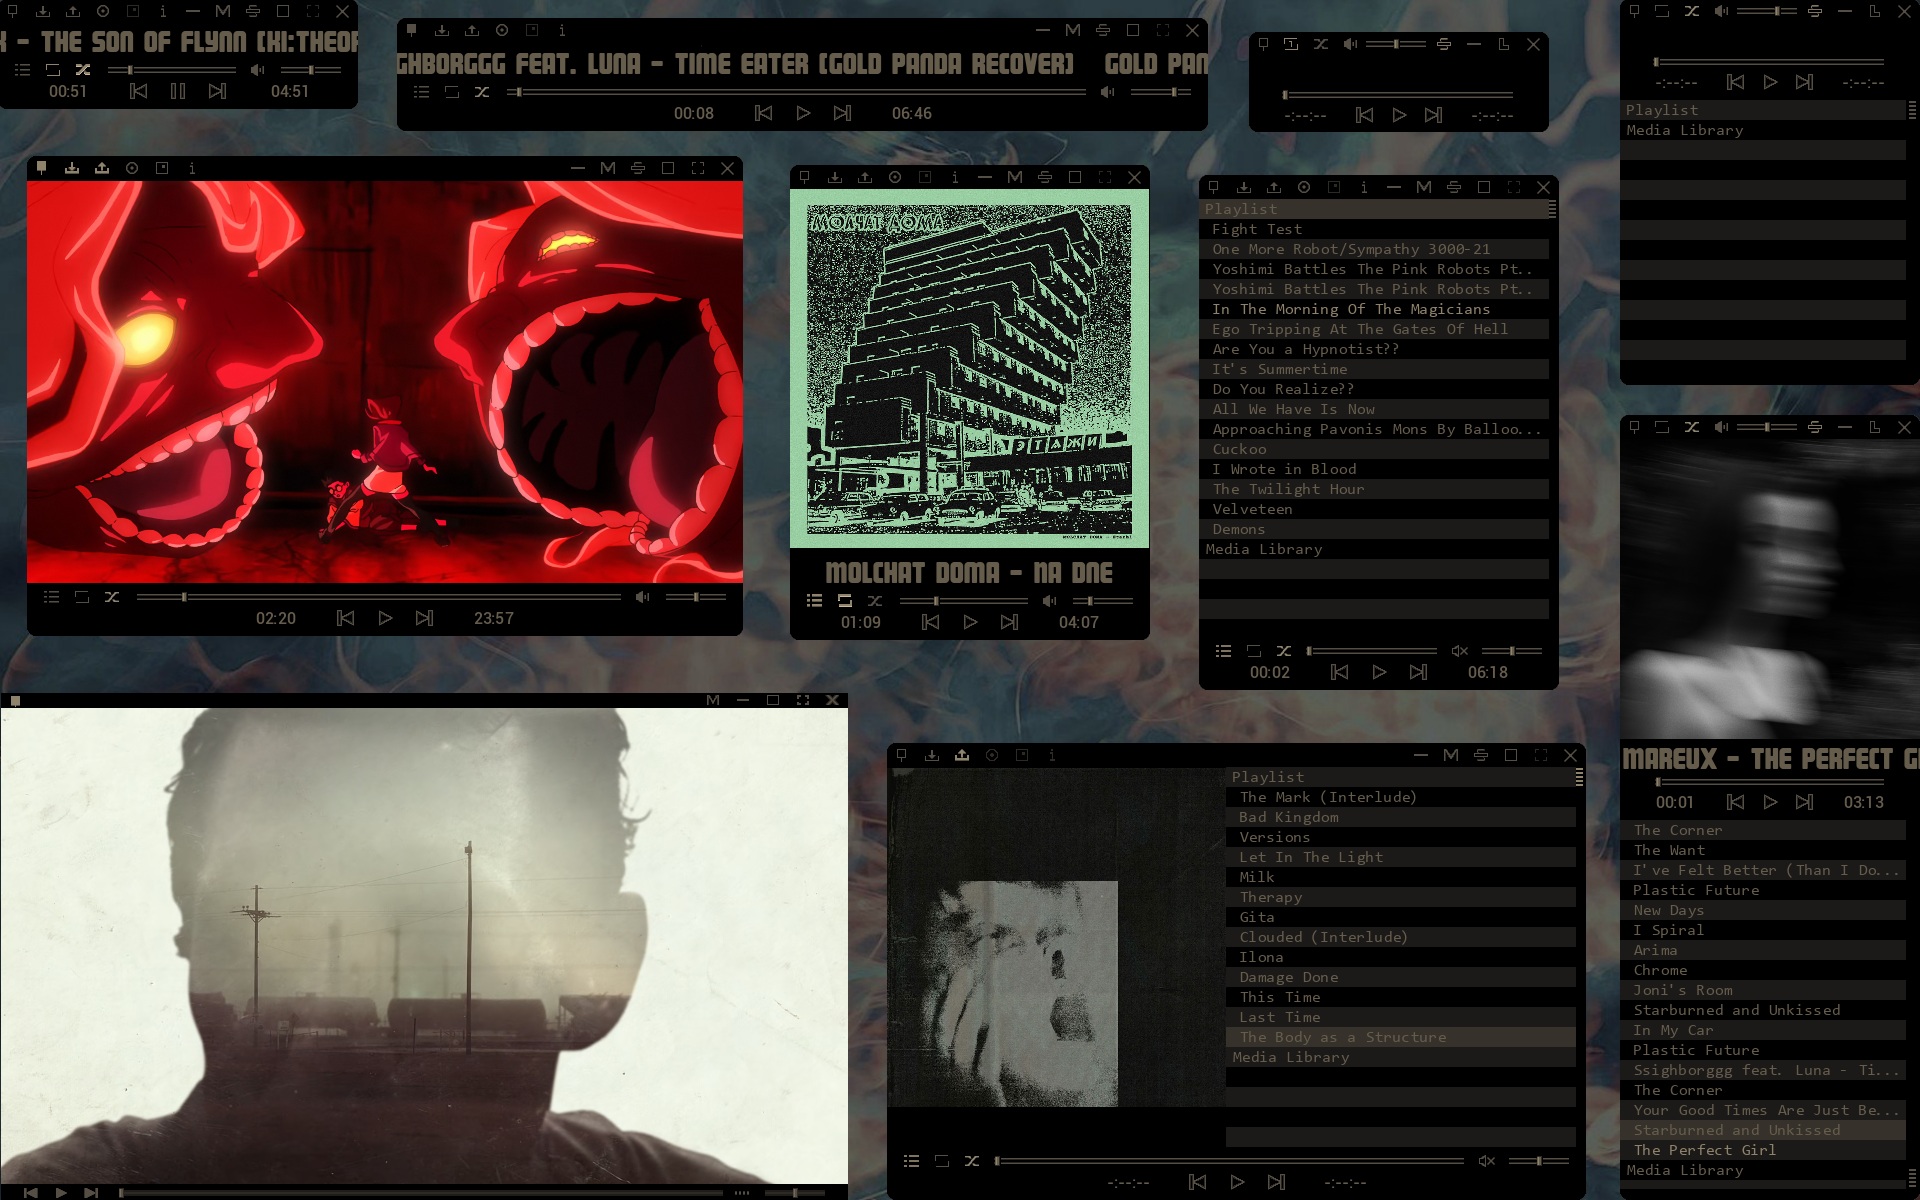 - THE SON OF FLYNN (KI:THEOR
00:51
04:51
GHBORGGG FEAT. LUNA - TIME EATER (GOLD PANDA RECOVER) GOLD PAN
00:08
06:46
-:--:--
-:--:--
-:--:--
-:--:--
Playlist
Media Library
02:20
23:57
МОЛЧАТ ДОМА
ЭТАЖИ
MOLCHAT DOMA - Etazhi
MOLCHAT DOMA - NA DNE
01:09
04:07
Playlist
Fight Test
One More Robot/Sympathy 3000-21
Yoshimi Battles The Pink Robots Pt..
Yoshimi Battles The Pink Robots Pt..
In The Morning Of The Magicians
Ego Tripping At The Gates Of Hell
Are You a Hypnotist??
It's Summertime
Do You Realize??
All We Have Is Now
Approaching Pavonis Mons By Balloo...
Cuckoo
I Wrote in Blood
The Twilight Hour
Velveteen
Demons
Media Library
00:02
06:18
M
Playlist
The Mark (Interlude)
Bad Kingdom
Versions
Let In The Light
Milk
Therapy
Gita
Clouded (Interlude)
Ilona
Damage Done
This Time
Last Time
The Body as a Structure
Media Library
-:--:--
-:--:--
MAREUX - THE PERFECT G
00:01
03:13
The Corner
The Want
I've Felt Better (Than I Do...
Plastic Future
New Days
I Spiral
Arima
Chrome
Joni's Room
Starburned and Unkissed
In My Car
Plastic Future
Ssighborggg feat. Luna - Ti...
The Corner
Your Good Times Are Just Be...
Starburned and Unkissed
The Perfect Girl
Media Library